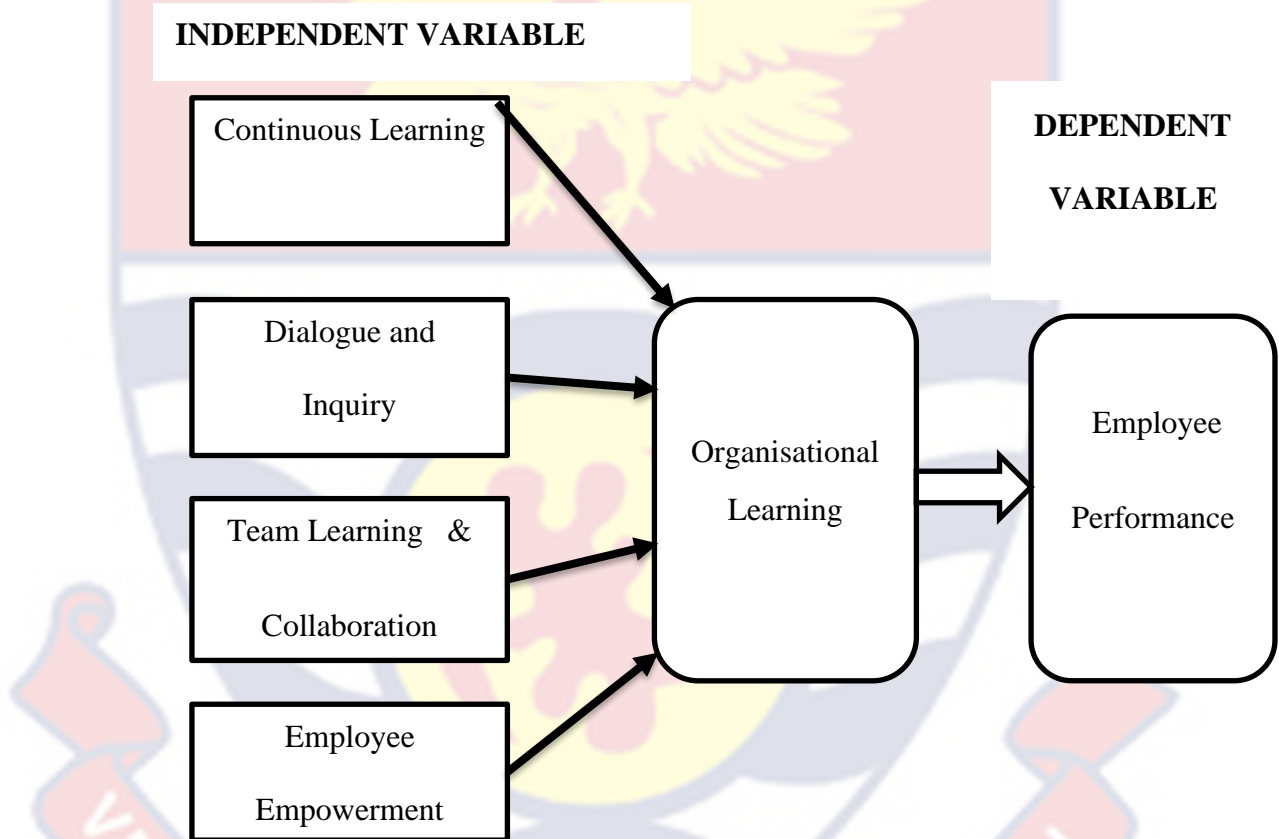 INDEPENDENT VARIABLE
DEPENDENT
VARIABLE
Continuous Learning
Dialogue and
Inquiry
Team Learning &
Collaboration
Employee
Empowerment
Organisational
Learning
Employee
Performance